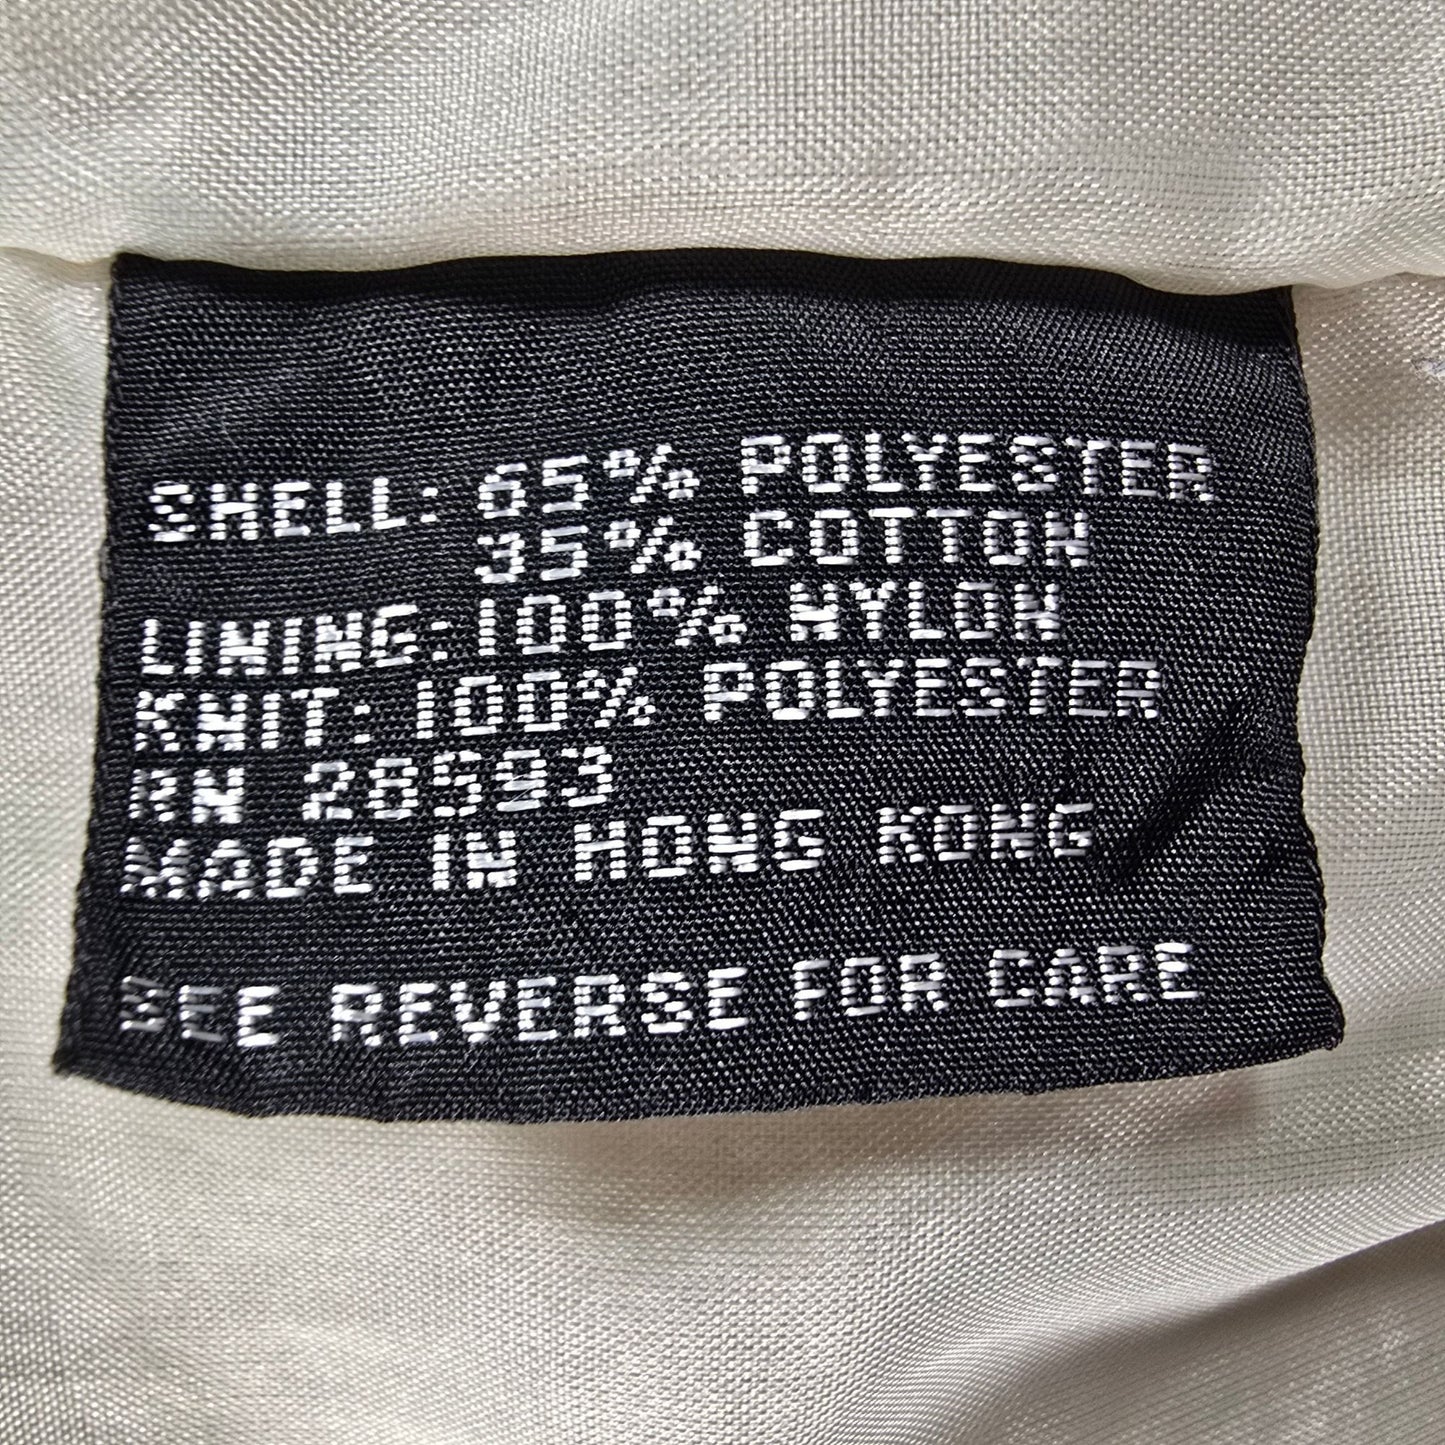 SHELL: 65% POLYESTER
35% COTTON
LINING: 100% NYLON
KNIT: 100% POLYESTER
RN 28593
MADE IN HONG KONG
SEE REVERSE FOR CARE